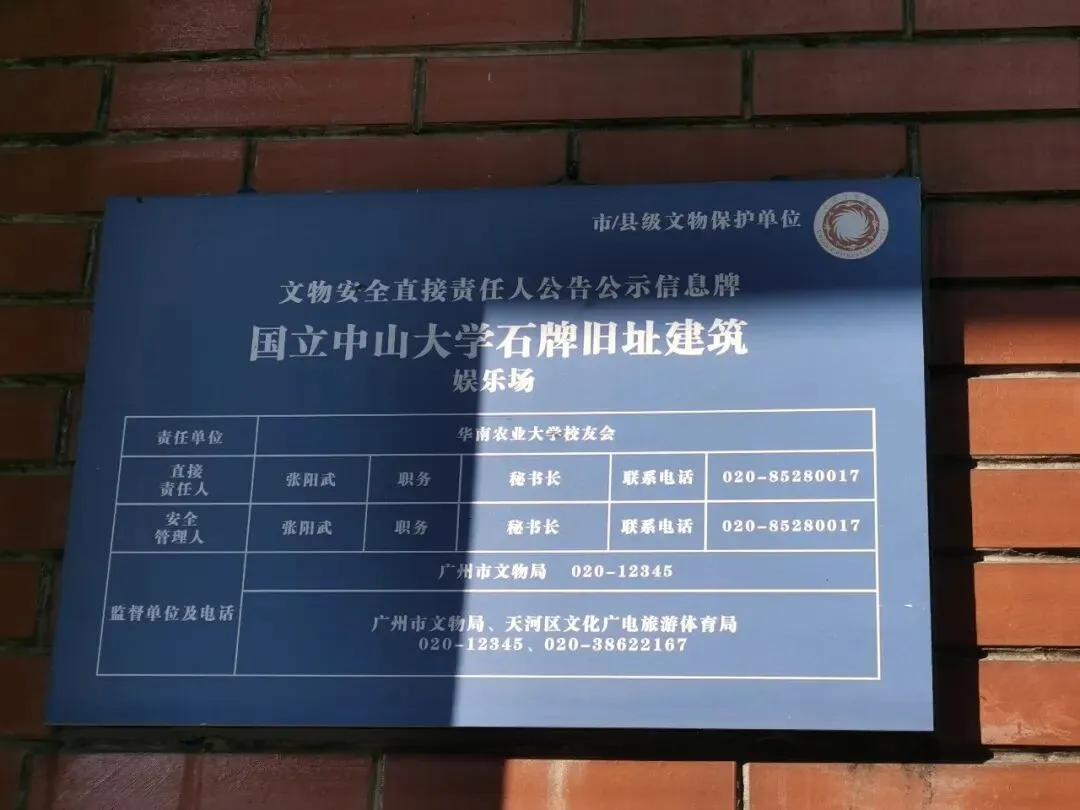 市/县级文物保护单位
文物安全直接责任人公告公示信息牌
国立中山大学石牌旧址建筑
娱乐场
责任单位 华南农业大学校友会
直接
责任人 张阳武 职务 秘书长 联系电话 020-85280017
安全
管理人 张阳武 职务 秘书长 联系电话 020-85280017
监督单位及电话
广州市文物局 020-12345
广州市文物局、天河区文化广电旅游体育局
020-12345、020-38622167